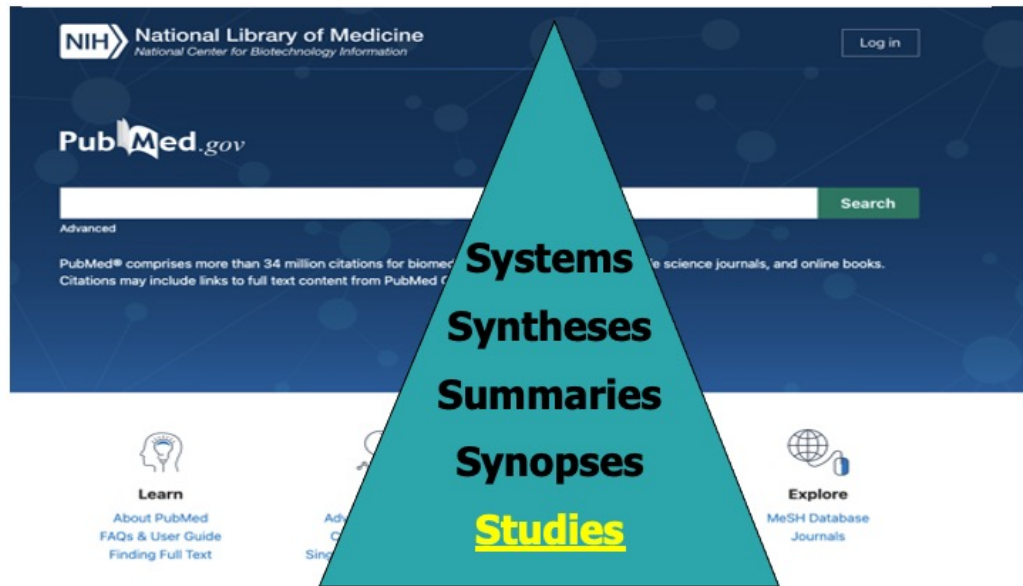 NIH National Library of Medicine
National Center for Biotechnology Information
Log in
PubMed.gov
Search
Advanced
PubMed® comprises more than 34 million citations for biomed
e science journals, and online books.
Citations may include links to full text content from PubMed
Systems
Syntheses
Summaries
Synopses
Studies
Learn
About PubMed
FAQs & User Guide
Finding Full Text
Explore
MeSH Database
Journals